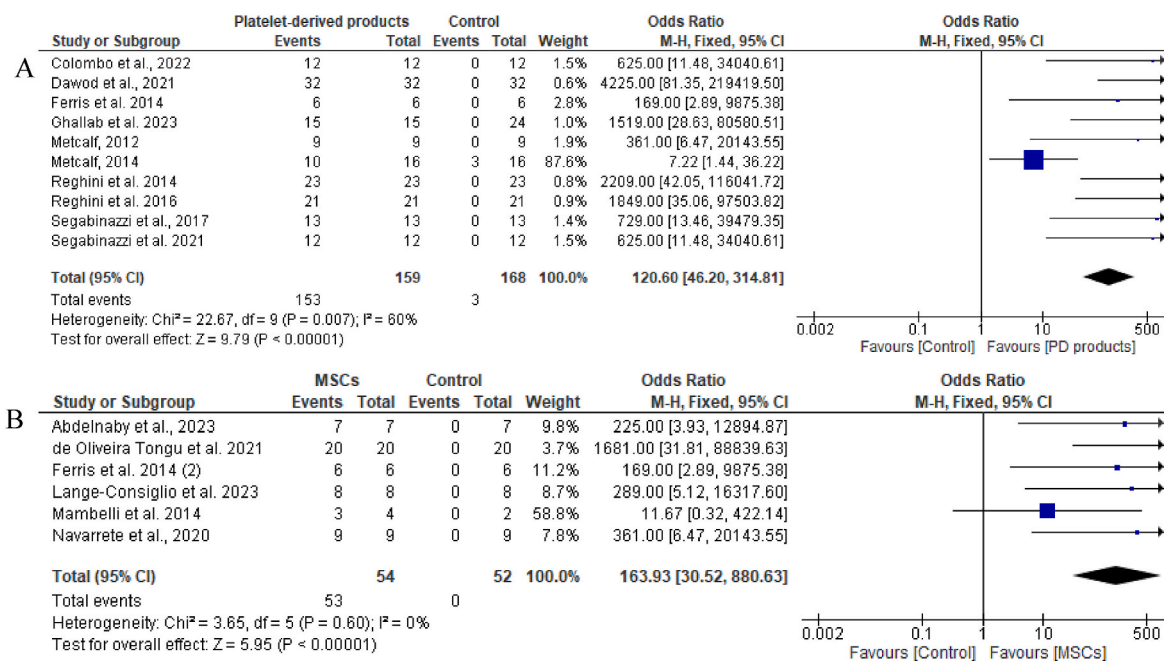 A
Platelet-derived products Control Odds Ratio Odds Ratio
Study or Subgroup Events Total Events Total Weight M-H, Fixed, 95% CI M-H, Fixed, 95% CI
Colombo et al., 2022 12 12 0 12 1.5% 625.00 [11.48, 34040.61]
Dawod et al., 2021 32 32 0 32 0.6% 4225.00 [81.35, 219419.50]
Ferris et al. 2014 6 6 0 6 2.8% 169.00 [2.89, 9875.38]
Ghallab et al. 2023 15 15 0 24 1.0% 1519.00 [28.63, 80580.51]
Metcalf, 2012 9 9 0 9 1.9% 361.00 [6.47, 20143.55]
Metcalf, 2014 10 16 3 16 87.6% 7.22 [1.44, 36.22]
Reghini et al. 2014 23 23 0 23 0.8% 2209.00 [42.05, 116041.72]
Reghini et al. 2016 21 21 0 21 0.9% 1849.00 [35.06, 97503.82]
Segabinazzi et al., 2017 13 13 0 13 1.4% 729.00 [13.46, 39479.35]
Segabinazzi et al. 2021 12 12 0 12 1.5% 625.00 [11.48, 34040.61]
Total (95% CI) 159 168 100.0% 120.60 [46.20, 314.81]
Total events 153 3
Heterogeneity: Chi² = 22.67, df = 9 (P = 0.007); I² = 60%
Test for overall effect: Z = 9.79 (P < 0.00001)
0.002 0.1 1 10 500
Favours [Control] Favours [PD products]
B
MSCs Control Odds Ratio Odds Ratio
Study or Subgroup Events Total Events Total Weight M-H, Fixed, 95% CI M-H, Fixed, 95% CI
Abdelnaby et al., 2023 7 7 0 7 9.8% 225.00 [3.93, 12894.87]
de Oliveira Tongu et al. 2021 20 20 0 20 3.7% 1681.00 [31.81, 88839.63]
Ferris et al. 2014 (2) 6 6 0 6 11.2% 169.00 [2.89, 9875.38]
Lange-Consiglio et al. 2023 8 8 0 8 8.7% 289.00 [5.12, 16317.60]
Mambelli et al. 2014 3 4 0 2 58.8% 11.67 [0.32, 422.14]
Navarrete et al., 2020 9 9 0 9 7.8% 361.00 [6.47, 20143.55]
Total (95% CI) 54 52 100.0% 163.93 [30.52, 880.63]
Total events 53 0
Heterogeneity: Chi² = 3.65, df = 5 (P = 0.60); I² = 0%
Test for overall effect: Z = 5.95 (P < 0.00001)
0.002 0.1 1 10 500
Favours [Control] Favours [MSCs]